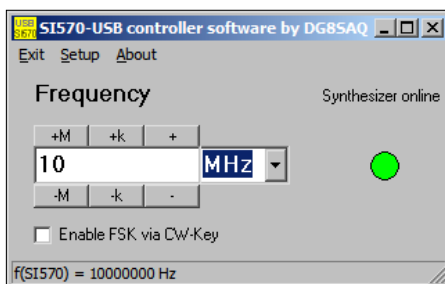 USB SI570 SI570-USB controller software by DG8SAQ
Exit Setup About
Frequency Synthesizer online
+M +k +
10 MHz
-M -k -
Enable FSK via CW-Key
f(SI570) = 10000000 Hz